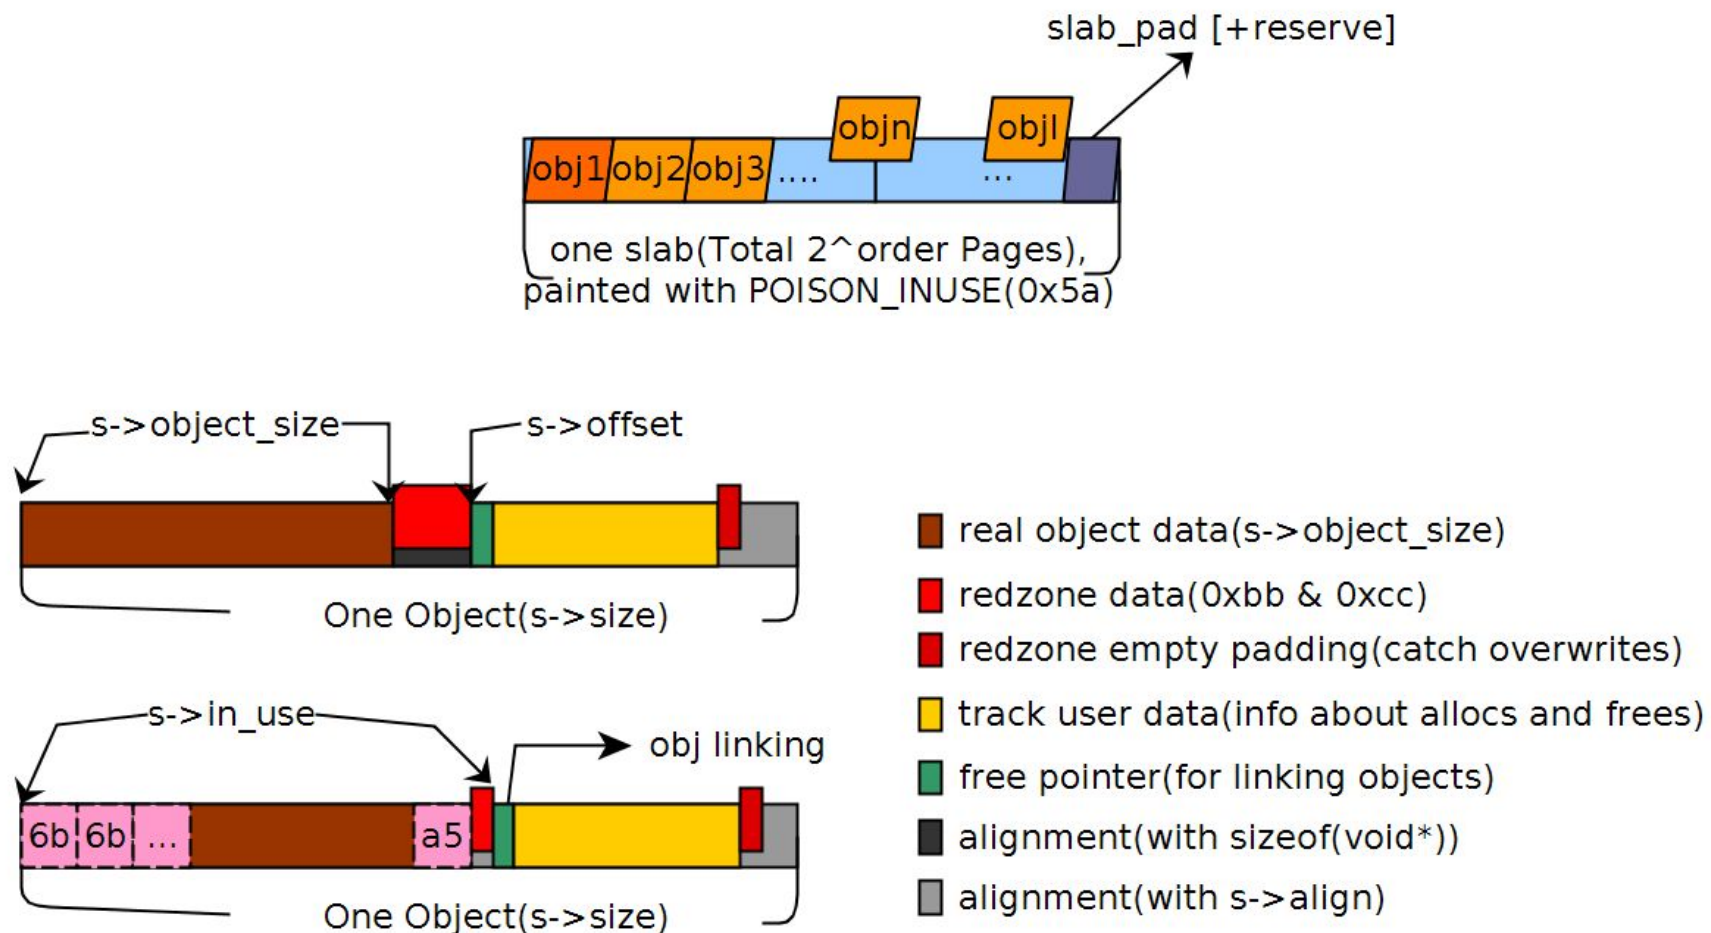 slab_pad [+reserve]
objn
objl
obj1 obj2 obj3 .... ...
one slab(Total 2^order Pages),
painted with POISON_INUSE(0x5a)
s->object_size
s->offset
One Object(s->size)
s->in_use
obj linking
6b 6b ... a5
One Object(s->size)
real object data(s->object_size)
redzone data(0xbb & 0xcc)
redzone empty padding(catch overwrites)
track user data(info about allocs and frees)
free pointer(for linking objects)
alignment(with sizeof(void*))
alignment(with s->align)